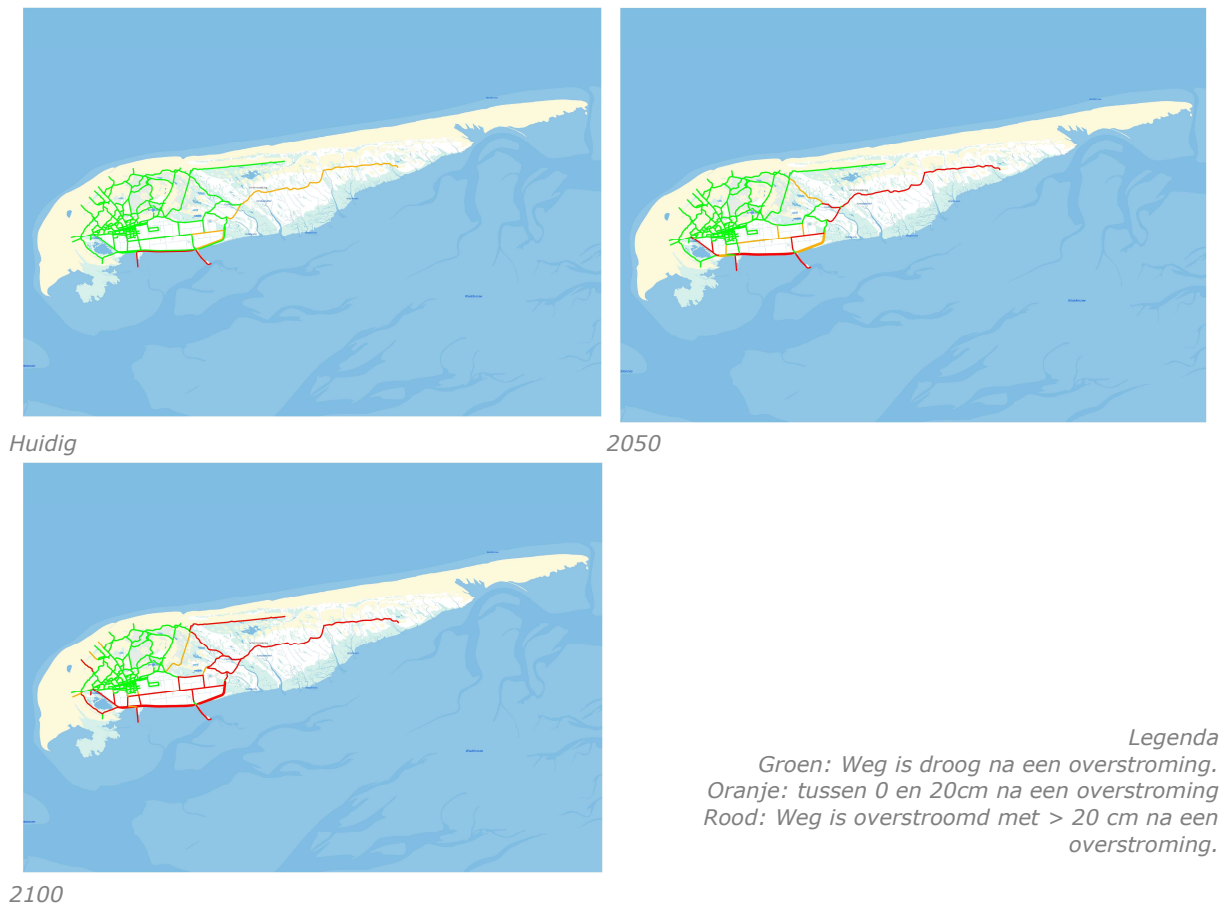 Huidig
2050
Legenda
Groen: Weg is droog na een overstroming.
Oranje: tussen 0 en 20cm na een overstroming
Rood: Weg is overstroomd met > 20 cm na een
overstroming.
2100